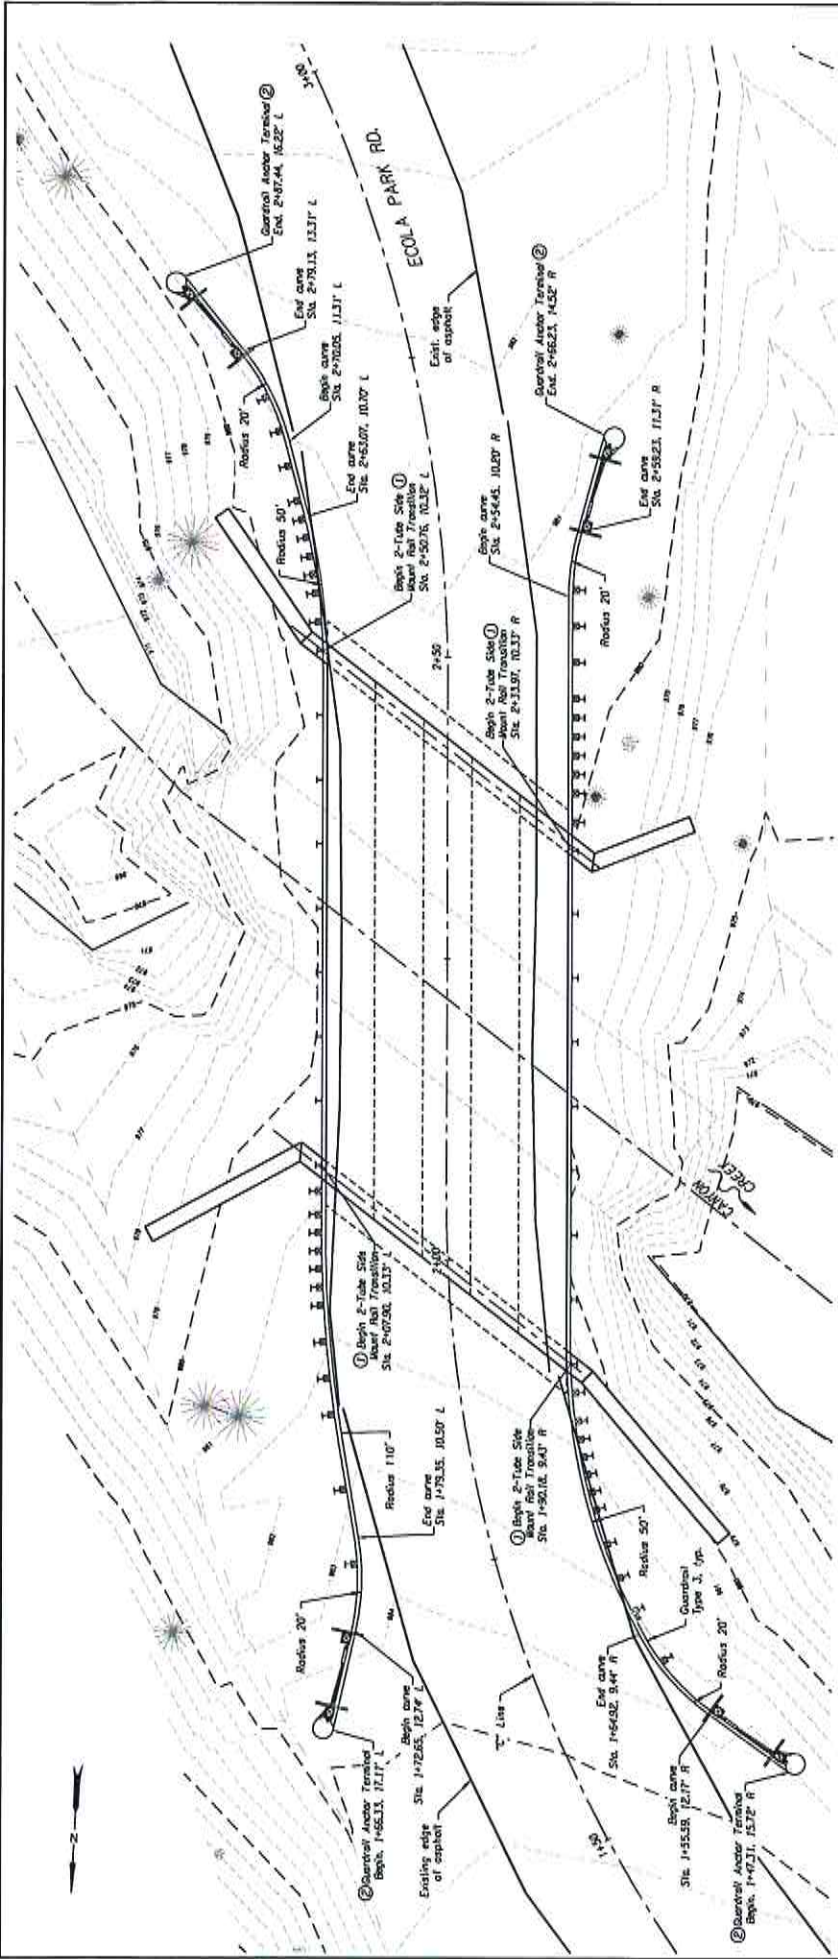 3+00
ECOLA PARK RD.
Guardrail Anchor Terminal ②
End. 2+87.44, 16.22' L
End curve
Sta. 2+79.13, 13.31' L
Begin curve
Sta. 2+70.05, 11.31' L
Radius 20'
End curve
Sta. 2+63.07, 10.70' L
Radius 50'
Begin 2-Tube Side ①
Mount Rail Transition
Sta. 2+50.76, 10.32' L
Exist. edge
of asphalt
Guardrail Anchor Terminal ②
End. 2+66.23, 14.52' R
End curve
Sta. 2+59.23, 11.31' R
Begin curve
Sta. 2+54.45, 10.20' R
Radius 20'
Begin 2-Tube Side ①
Mount Rail Transition
Sta. 2+33.97, 10.33' R
2+50
2+00
CANYON
CREEK
① Begin 2-Tube Side
Mount Rail Transition
Sta. 2+07.90, 10.33' L
Radius 110'
End curve
Sta. 1+79.35, 10.50' L
Radius 20'
Begin curve
Sta. 1+72.65, 12.74' L
② Guardrail Anchor Terminal
Begin. 1+66.33, 17.17' L
Existing edge
of asphalt
"C" Line
① Begin 2-Tube Side
Mount Rail Transition
Sta. 1+90.18, 9.43' R
Radius 50'
Guardrail
Type 3, typ.
End curve
Sta. 1+64.92, 9.44' R
Radius 20'
Begin curve
Sta. 1+55.59, 12.17' R
② Guardrail Anchor Terminal
Begin. 1+47.31, 15.72' R
1+50